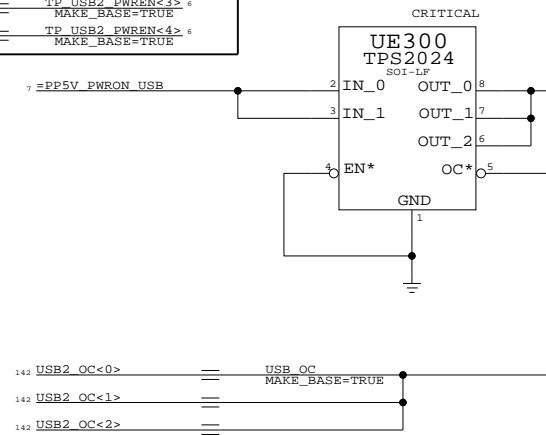 TP_USB2_PWREN<3> 6
MAKE_BASE=TRUE
TP_USB2_PWREN<4> 6
MAKE_BASE=TRUE
CRITICAL
UE300
TPS2024
SOI-LF
7 =PP5V_PWRON_USB
2 IN_0 OUT_0 8
3 IN_1 OUT_1 7
OUT_2 6
4 EN* OC* 5
GND
1
142 USB2_OC<0> USB_OC
MAKE_BASE=TRUE
142 USB2_OC<1>
142 USB2_OC<2>